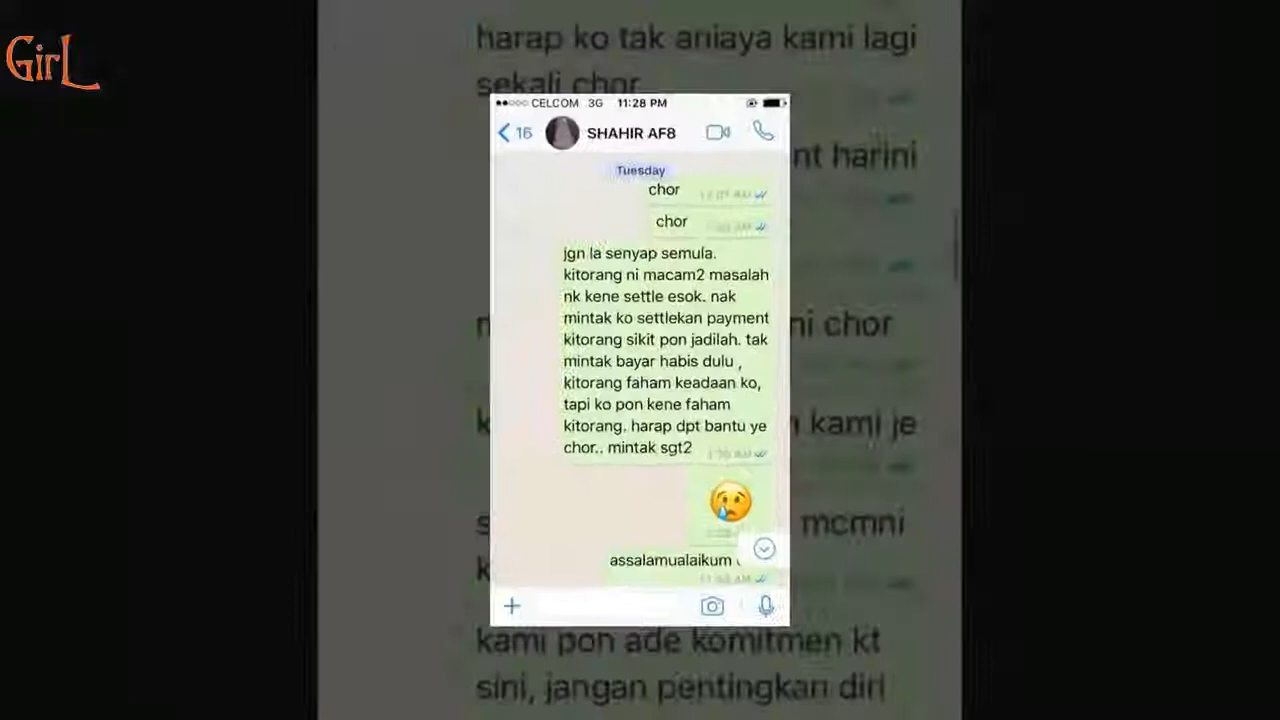 GirL
harap ko tak aniaya kami lagi
sekali chor
CELCOM 3G 11:28 PM
16 SHAHIR AF8
nt harini
Tuesday
chor
chor
jgn la senyap semula.
kitorang ni macam2 masalah
nk kene settle esok. nak
mintak ko settlekan payment
kitorang sikit pon jadilah. tak
mintak bayar habis dulu ,
kitorang faham keadaan ko,
tapi ko pon kene faham
kitorang. harap dpt bantu ye
chor.. mintak sgt2
ni chor
kami je
mcmni
assalamualaikum
kami pon ade komitmen kt
sini, jangan pentingkan diri